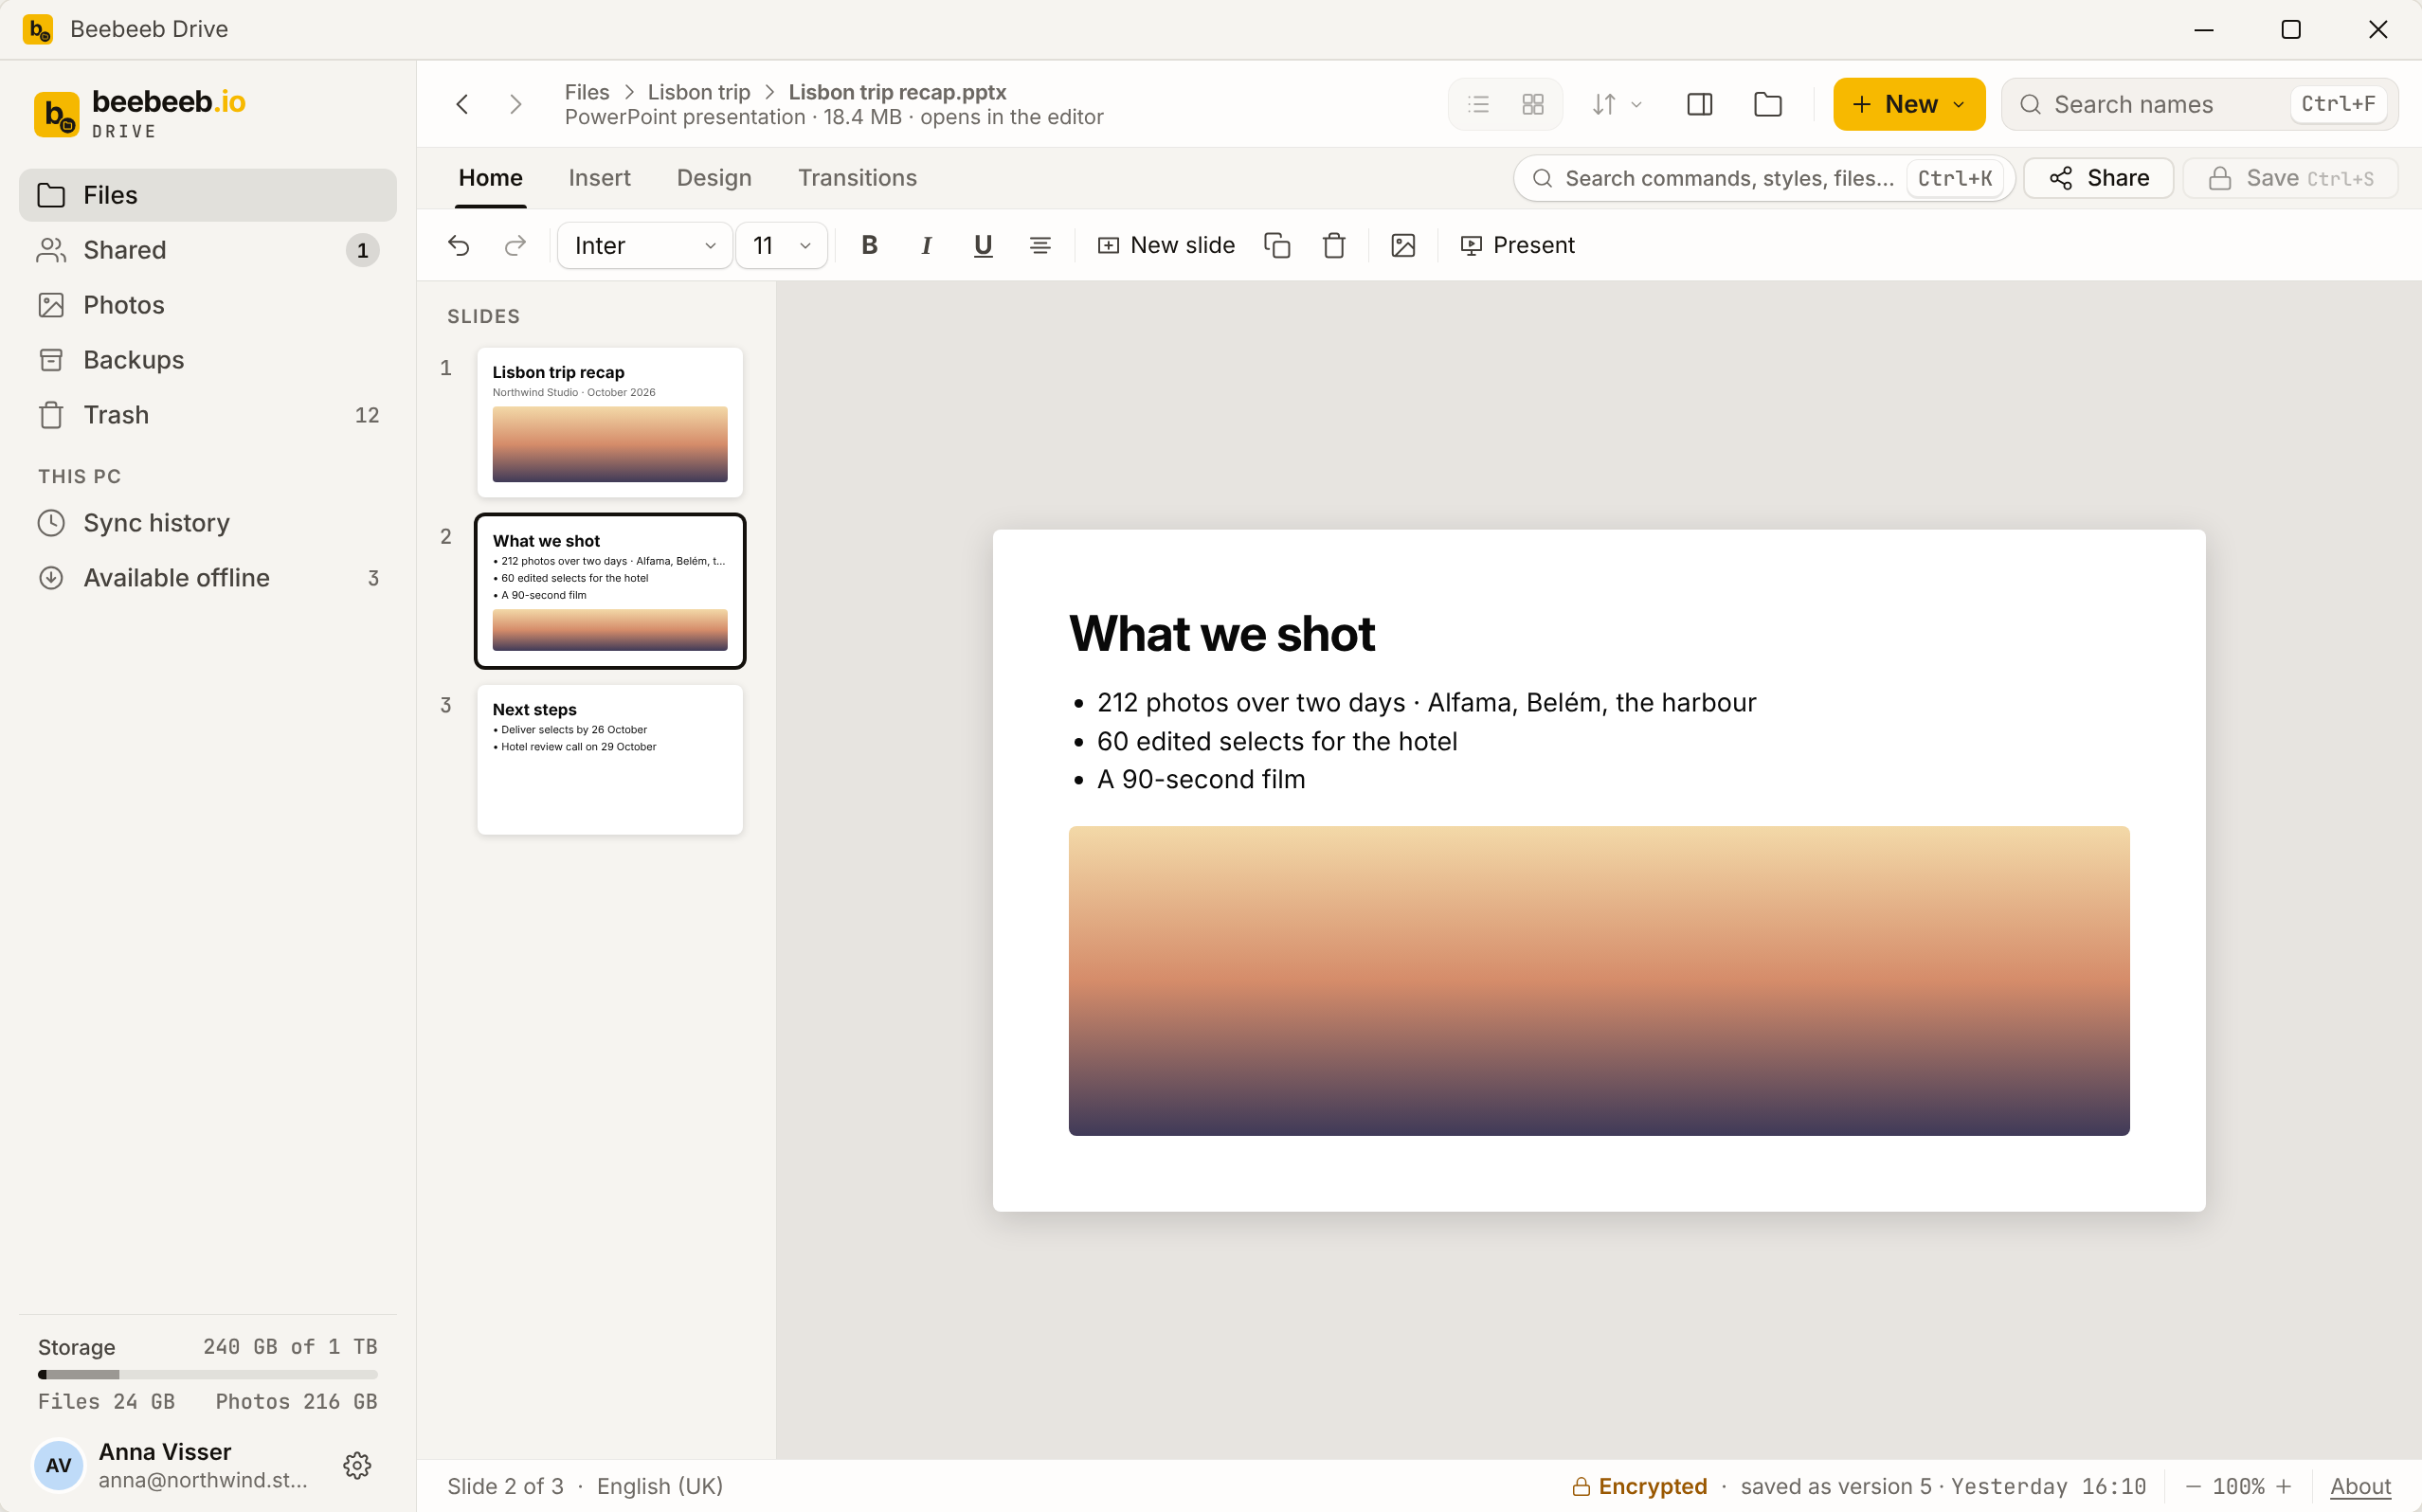 Beebeeb Drive
beebeeb.io
DRIVE
Files
Shared 1
Photos
Backups
Trash 12
THIS PC
Sync history
Available offline 3
Storage 240 GB of 1 TB
Files 24 GB Photos 216 GB
AV
Anna Visser
anna@northwind.st...
Files > Lisbon trip > Lisbon trip recap.pptx
PowerPoint presentation · 18.4 MB · opens in the editor
New
Search names Ctrl+F
Home Insert Design Transitions
Search commands, styles, files... Ctrl+K
Share
Save Ctrl+S
Inter 11 B I U New slide Present
SLIDES
1
Lisbon trip recap
Northwind Studio · October 2026
2
What we shot
• 212 photos over two days · Alfama, Belém, t...
• 60 edited selects for the hotel
• A 90-second film
3
Next steps
• Deliver selects by 26 October
• Hotel review call on 29 October
What we shot
• 212 photos over two days · Alfama, Belém, the harbour
• 60 edited selects for the hotel
• A 90-second film
Slide 2 of 3 · English (UK)
Encrypted · saved as version 5 · Yesterday 16:10
− 100% +
About